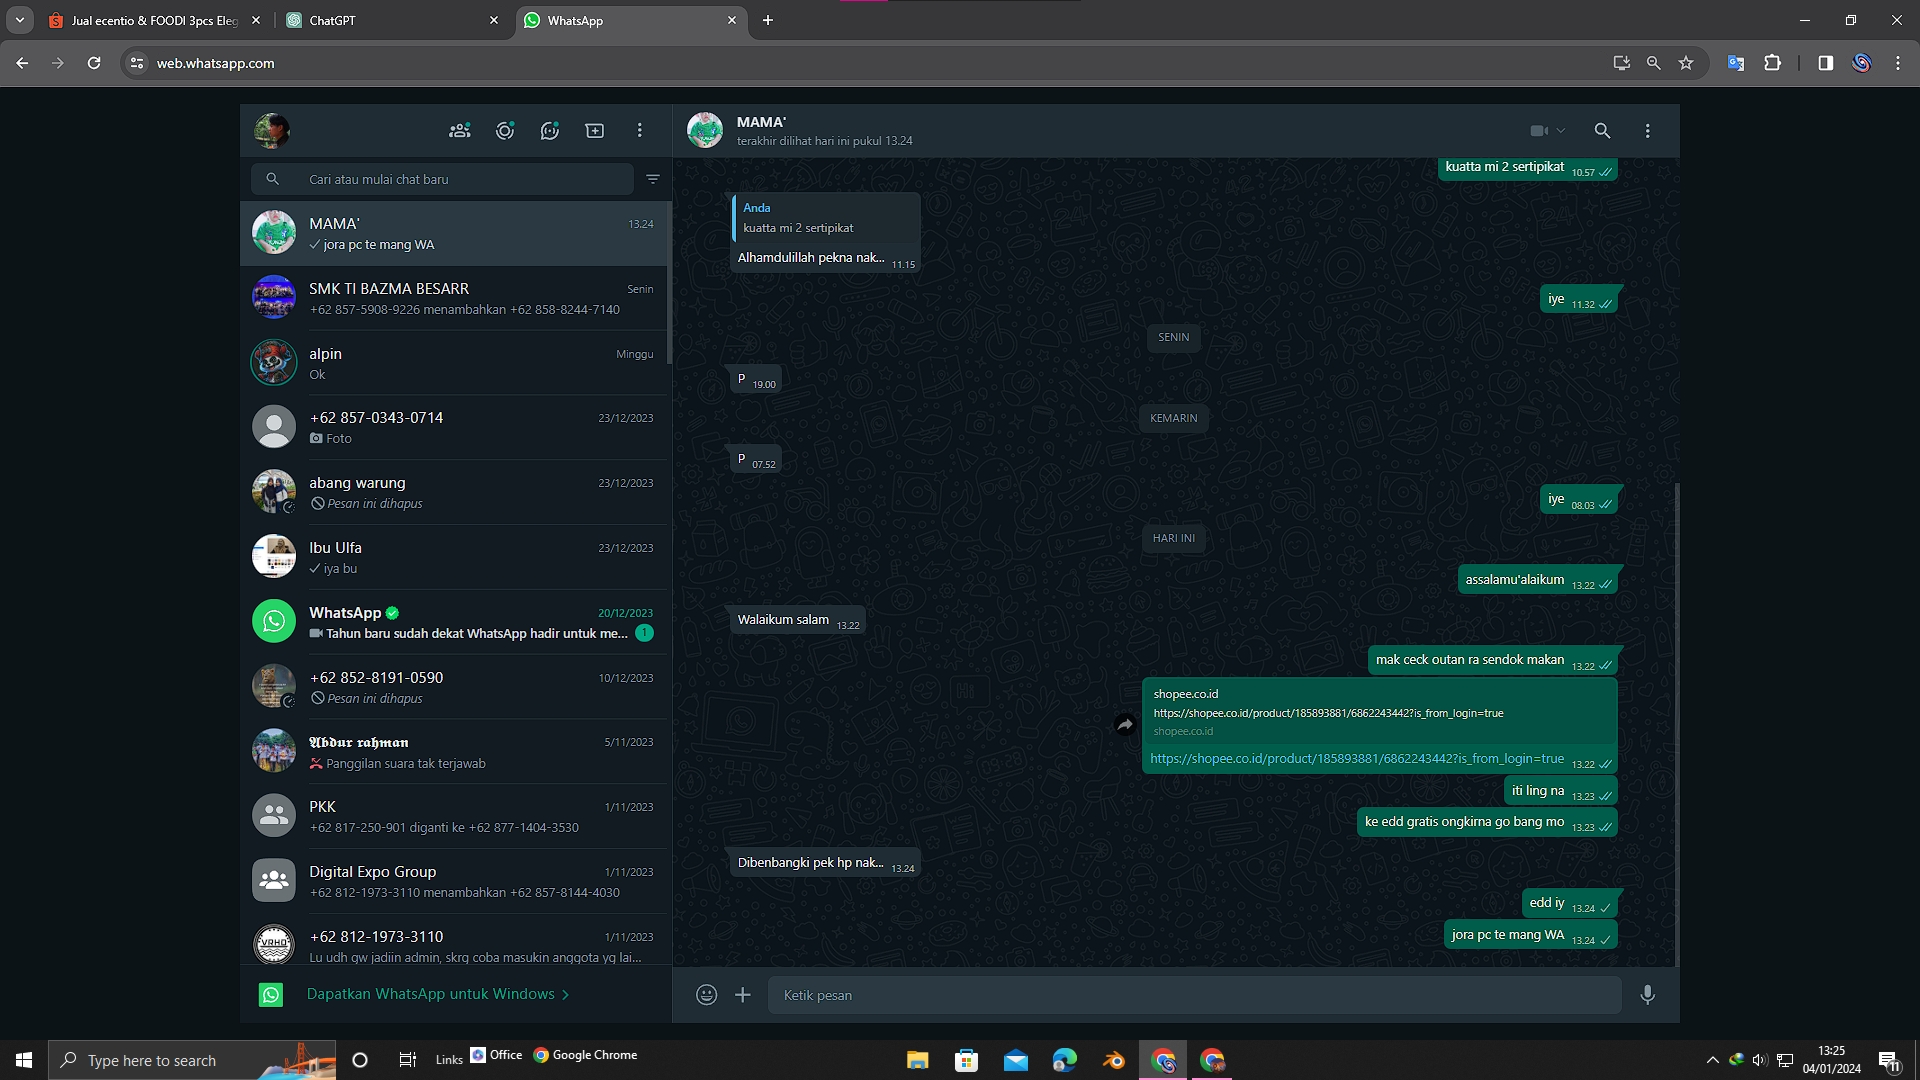 Jual ecentio & FOODI 3pcs Eleg
ChatGPT
WhatsApp
web.whatsapp.com
MAMA'
terakhir dilihat hari ini pukul 13.24
Cari atau mulai chat baru
MAMA'
13.24
jora pc te mang WA
SMK TI BAZMA BESARR
Senin
+62 857-5908-9226 menambahkan +62 858-8244-7140
alpin
Minggu
Ok
+62 857-0343-0714
23/12/2023
Foto
abang warung
23/12/2023
Pesan ini dihapus
Ibu Ulfa
23/12/2023
iya bu
WhatsApp
20/12/2023
Tahun baru sudah dekat WhatsApp hadir untuk me...
1
+62 852-8191-0590
10/12/2023
Pesan ini dihapus
𝕬𝖇𝖉𝖚𝖗 𝖗𝖆𝖍𝖒𝖆𝖓
5/11/2023
Panggilan suara tak terjawab
PKK
1/11/2023
+62 817-250-901 diganti ke +62 877-1404-3530
Digital Expo Group
1/11/2023
+62 812-1973-3110 menambahkan +62 857-8144-4030
VRHD
+62 812-1973-3110
1/11/2023
Lu udh gw jadiin admin, skrg coba masukin anggota yg lai...
Dapatkan WhatsApp untuk Windows
kuatta mi 2 sertipikat 10.57
Anda
kuatta mi 2 sertipikat
Alhamdulillah pekna nak... 11.15
iye 11.32
SENIN
P 19.00
KEMARIN
P 07.52
iye 08.03
HARI INI
assalamu'alaikum 13.22
Walaikum salam 13.22
mak ceck outan ra sendok makan 13.22
shopee.co.id
https://shopee.co.id/product/185893881/6862243442?is_from_login=true
shopee.co.id
https://shopee.co.id/product/185893881/6862243442?is_from_login=true 13.22
iti ling na 13.23
ke edd gratis ongkirna go bang mo 13.23
Dibenbangki pek hp nak... 13.24
edd iy 13.24
jora pc te mang WA 13.24
Ketik pesan
Type here to search
Links
Office
Google Chrome
13:25
04/01/2024
11